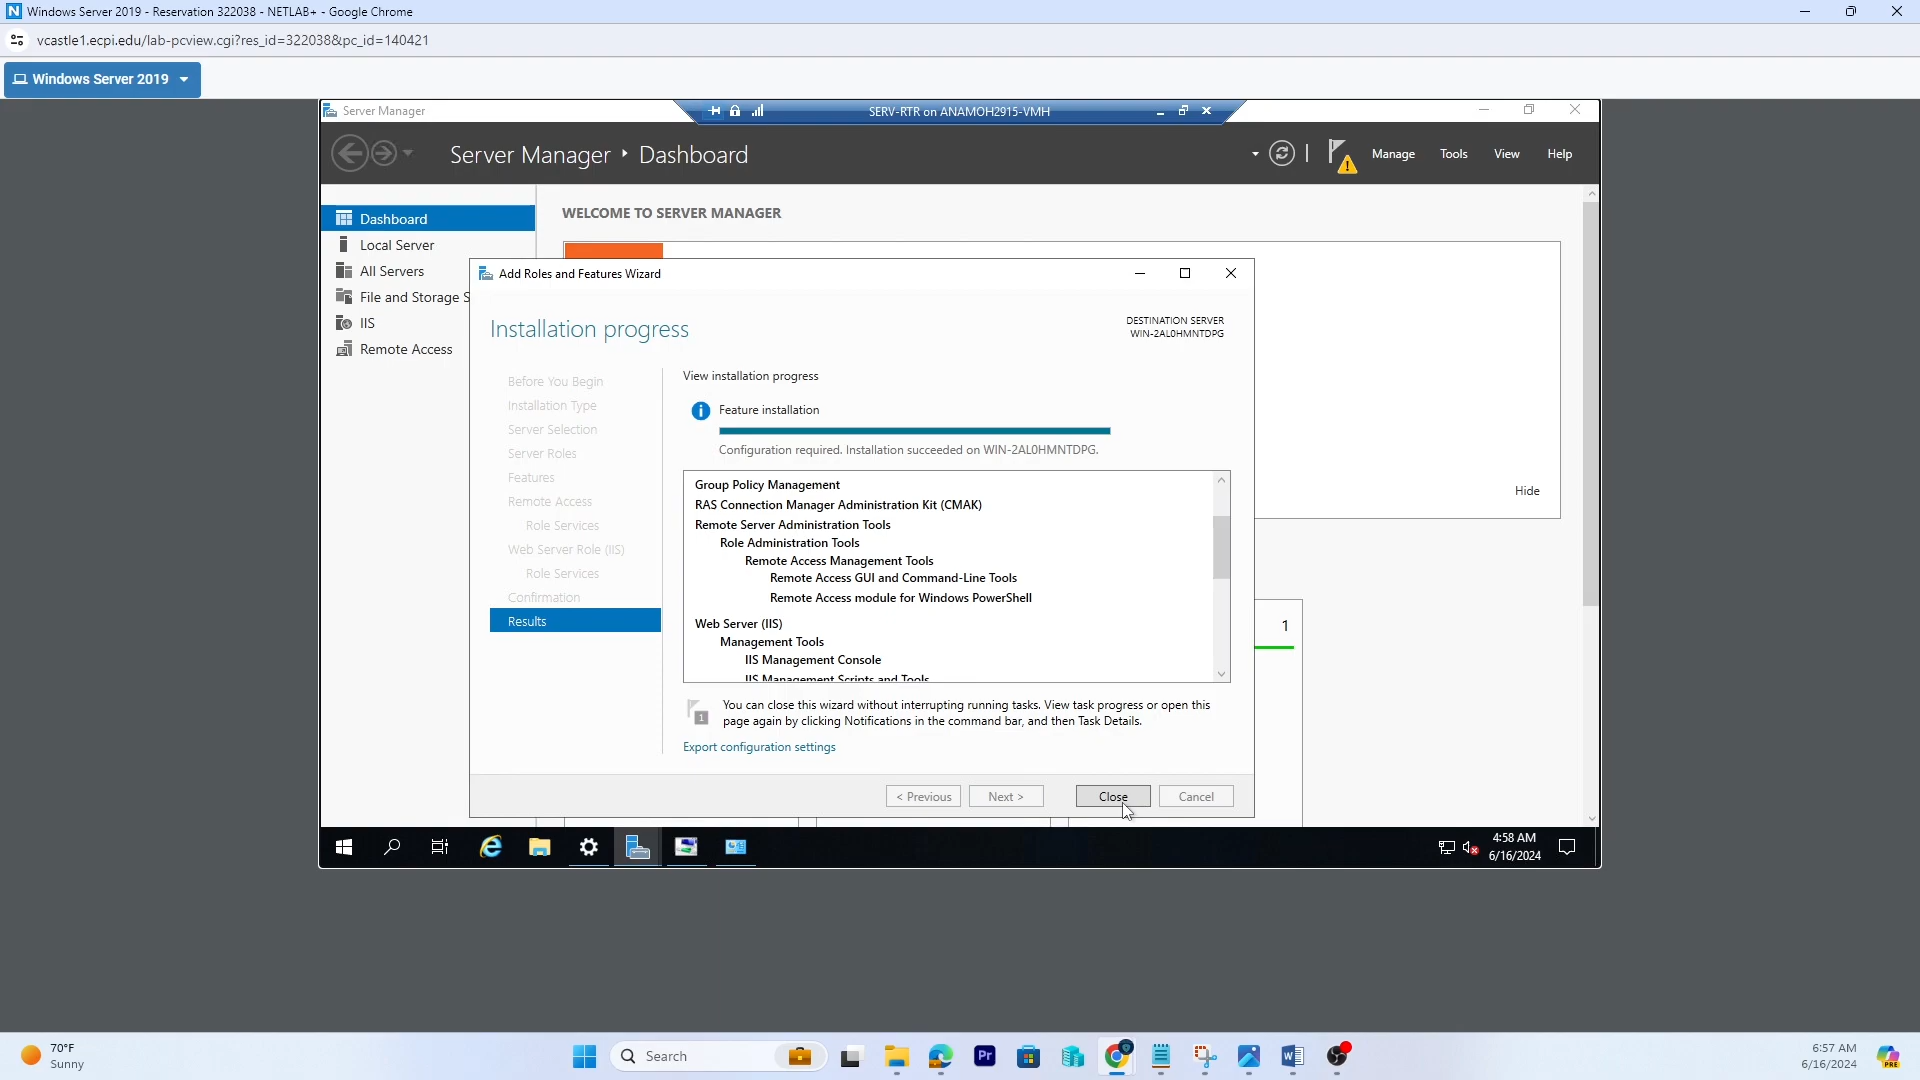 Windows Server 2019 - Reservation 322038 - NETLAB+ - Google Chrome
vcastle1.ecpi.edu/lab-pcview.cgi?res_id=322038&pc_id=140421
Windows Server 2019
Server Manager
SERV-RTR on ANAMOH2915-VMH
Server Manager
Dashboard
Manage
Tools
View
Help
Dashboard
Local Server
All Servers
File and Storage S
IIS
Remote Access
WELCOME TO SERVER MANAGER
Hide
1
Add Roles and Features Wizard
Installation progress
DESTINATION SERVER
WIN-2AL0HMNTDPG
Before You Begin
Installation Type
Server Selection
Server Roles
Features
Remote Access
Role Services
Web Server Role (IIS)
Role Services
Confirmation
Results
View installation progress
Feature installation
Configuration required. Installation succeeded on WIN-2AL0HMNTDPG.
Group Policy Management
RAS Connection Manager Administration Kit (CMAK)
Remote Server Administration Tools
Role Administration Tools
Remote Access Management Tools
Remote Access GUI and Command-Line Tools
Remote Access module for Windows PowerShell
Web Server (IIS)
Management Tools
IIS Management Console
IIS Management Scripts and Tools
1
You can close this wizard without interrupting running tasks. View task progress or open this
page again by clicking Notifications in the command bar, and then Task Details.
Export configuration settings
< Previous
Next >
Close
Cancel
4:58 AM
6/16/2024
70°F
Sunny
Search
Pr
6:57 AM
6/16/2024
PRE